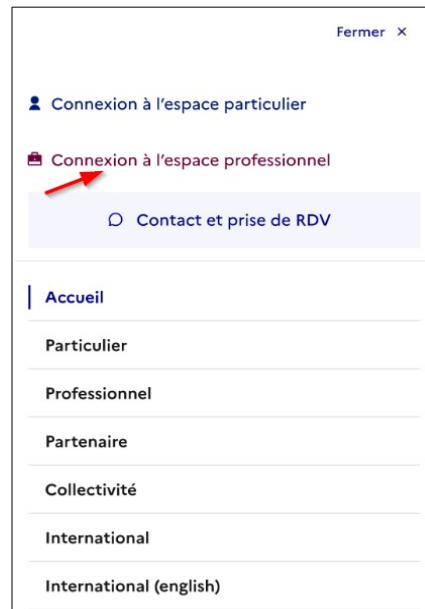 Fermer ×
Connexion à l'espace particulier
Connexion à l'espace professionnel
Contact et prise de RDV
Accueil
Particulier
Professionnel
Partenaire
Collectivité
International
International (english)